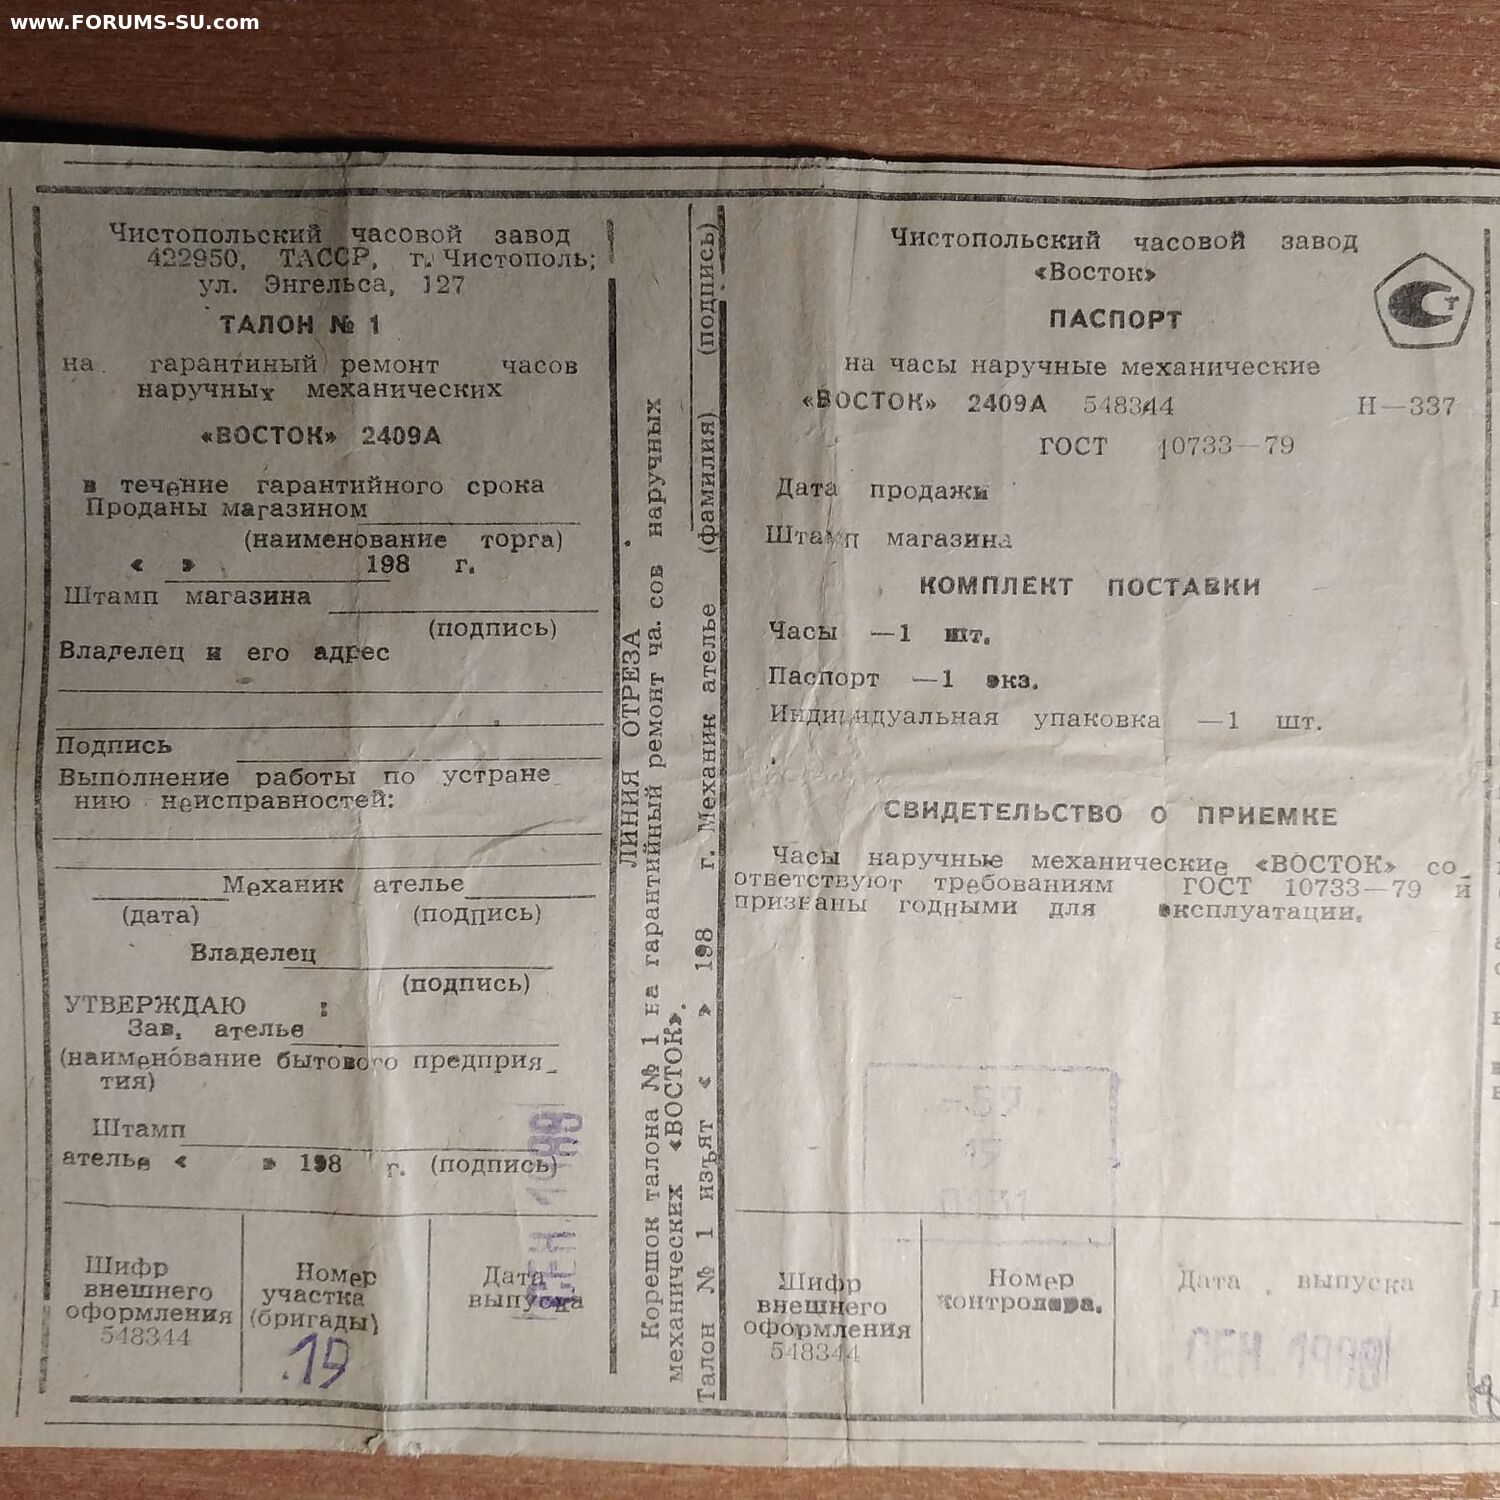 www.FORUMS-SU.com
Чистопольский часовой завод
422950, ТАССР, г. Чистополь;
ул. Энгельса, 127
ТАЛОН № 1
на гарантиный ремонт часов
наручных механических
«ВОСТОК» 2409А
в течение гарантийного срока
Проданы магазином
(наименование торга)
« » 198 г.
Штамп магазина
(подпись)
Владелец и его адрес
Подпись
Выполнение работы по устране_
нию неисправностей:
Механик ателье
(дата) (подпись)
Владелец
(подпись)
УТВЕРЖДАЮ :
Зав. ателье
(наименование бытового предприя_
тия)
Штамп
ателье « » 198 г. (подпись)
Шифр
внешнего
оформления
548344
Номер
участка
(бригады)
19
Дата
выпуска
ЛИНИЯ ОТРЕЗА
Корешок талона № 1 на гарантийный ремонт ча. сов наручных
механических «ВОСТОК».
Талон № 1 изъят « » 198 г. Механик ателье (фамилия) (подпись)
Чистопольский часовой завод
«Восток»
ПАСПОРТ
на часы наручные механические
«ВОСТОК» 2409А 548344 Н—337
ГОСТ 10733—79
Дата продажи
Штамп магазина
КОМПЛЕКТ ПОСТАВКИ
Часы —1 шт.
Паспорт —1 экз.
Индивидуальная упаковка —1 шт.
СВИДЕТЕЛЬСТВО О ПРИЕМКЕ
Часы наручные механические «ВОСТОК» со_
ответствуют требованиям ГОСТ 10733—79 и
признаны годными для эксплуатации.
Шифр
внешнего
оформления
548344
Номер
контролера.
Дата выпуска